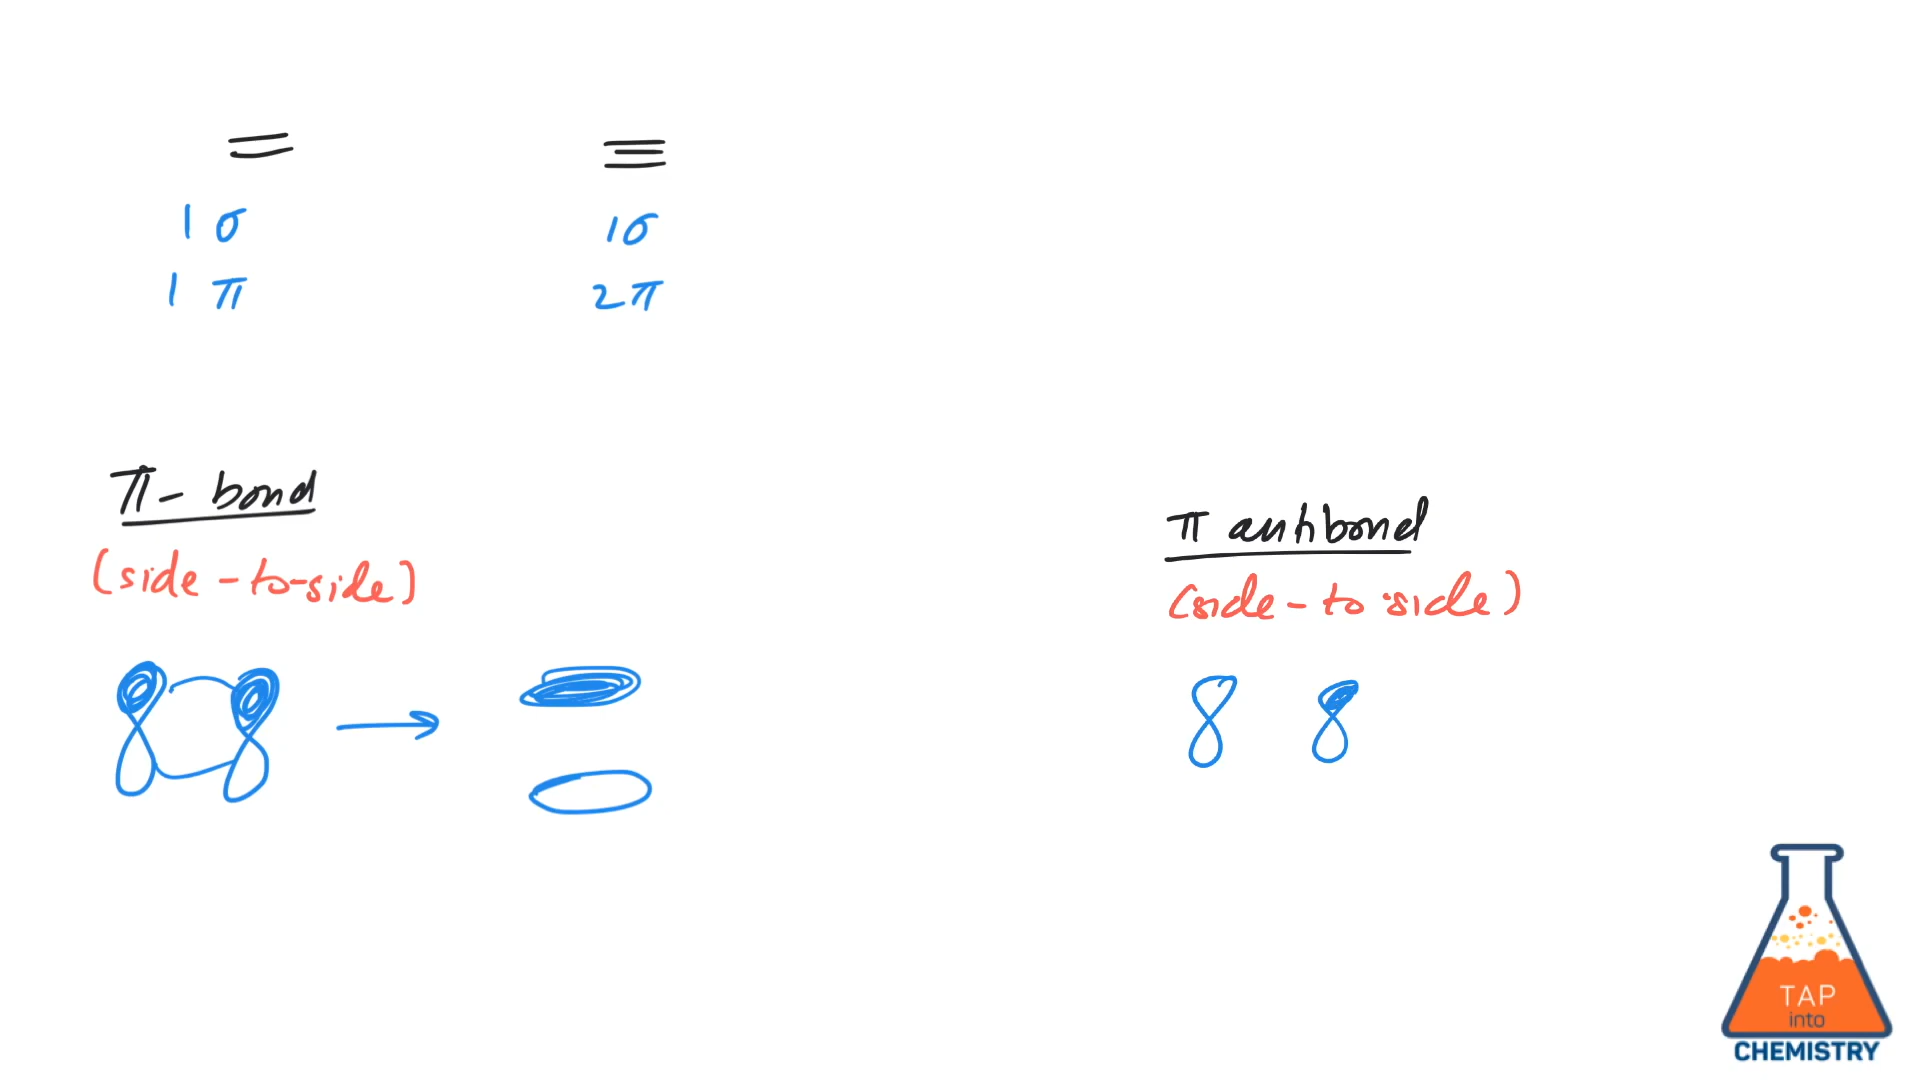 1 σ
1 π
1σ
2π
π- bond
(side-to-side)
π antibond
(side-to side)
TAP
into
CHEMISTRY